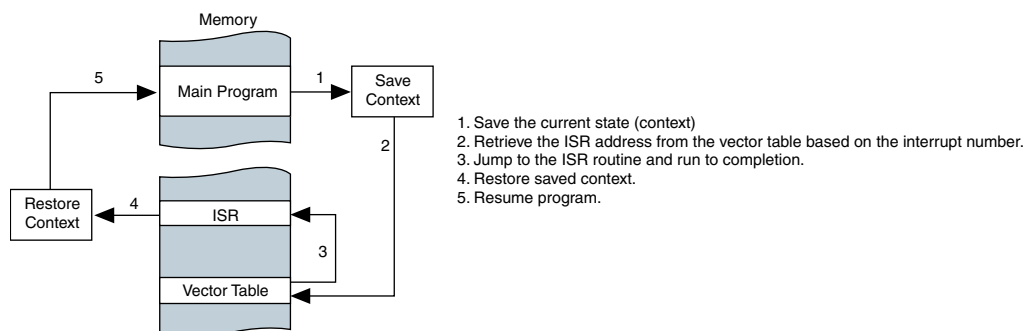 Memory
5
Main Program
1
Save
Context
2
Restore
Context
4
ISR
3
Vector Table
1. Save the current state (context)
2. Retrieve the ISR address from the vector table based on the interrupt number.
3. Jump to the ISR routine and run to completion.
4. Restore saved context.
5. Resume program.